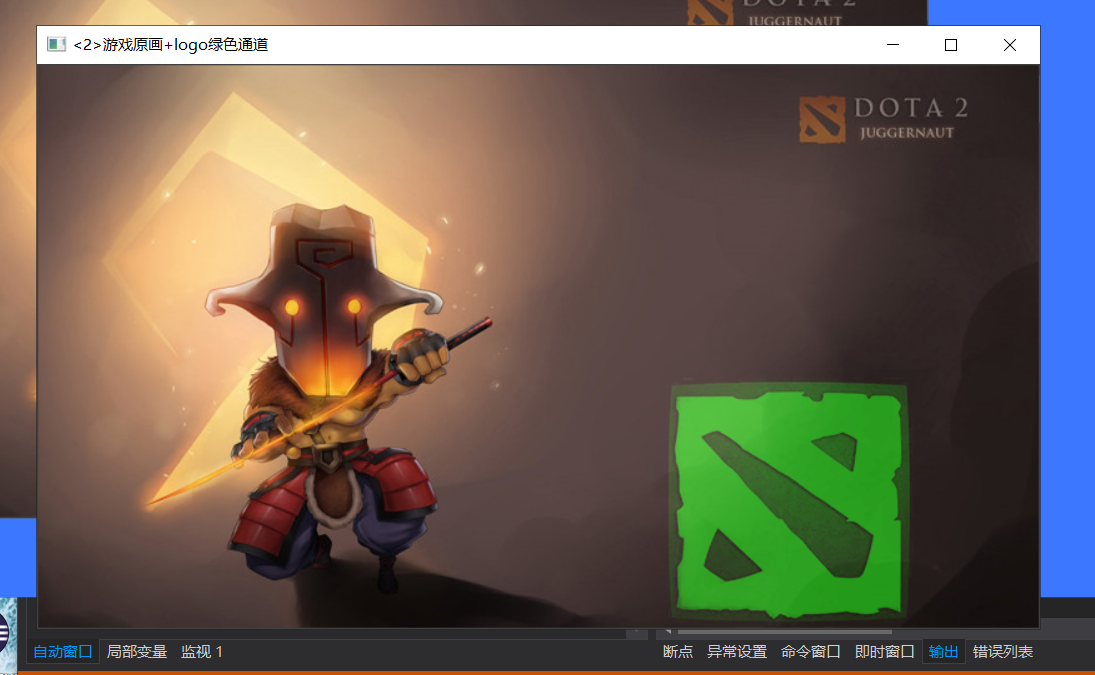 DOTA 2
JUGGERNAUT
<2>游戏原画+logo绿色通道
DOTA 2
JUGGERNAUT
自动窗口 局部变量 监视 1
断点 异常设置 命令窗口 即时窗口 输出 错误列表